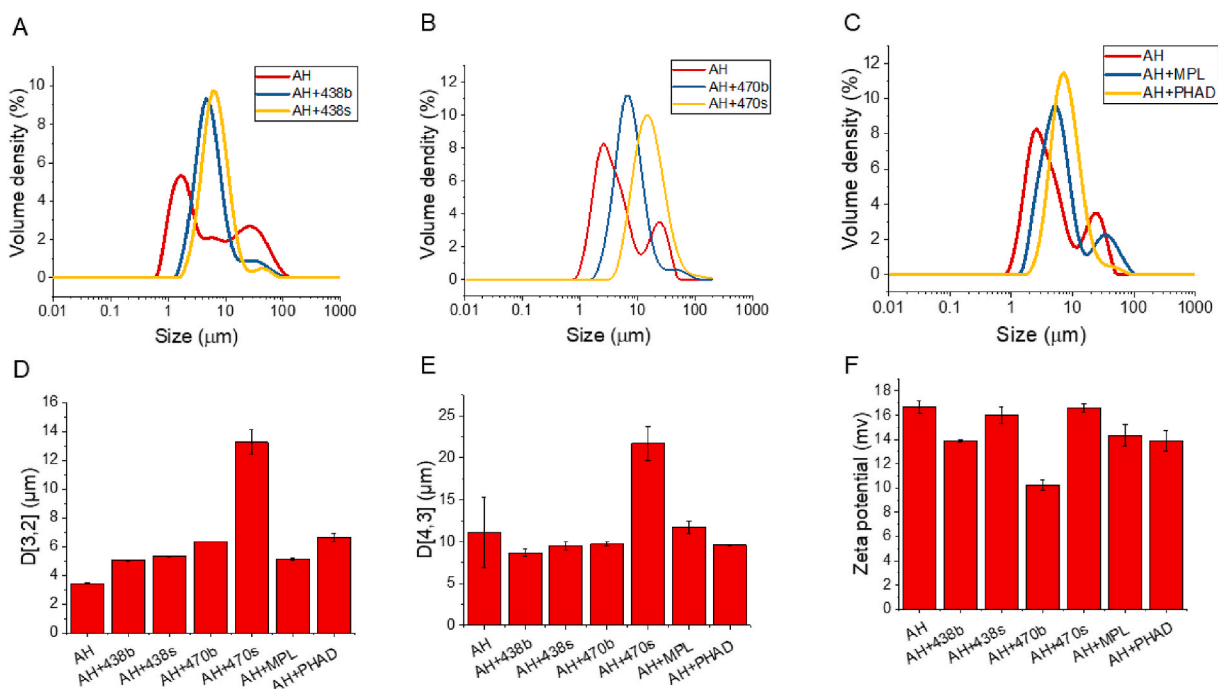 A
AH
AH+438b
AH+438s
Volume density (%)
10
8
6
4
2
0
0.01 0.1 1 10 100 1000
Size (μm)
B
AH
AH+470b
AH+470s
Volume dendity (%)
12
10
8
6
4
2
0
0.01 0.1 1 10 100 1000
Size (μm)
C
AH
AH+MPL
AH+PHAD
Volume density (%)
12
10
8
6
4
2
0
0.01 0.1 1 10 100 1000
Size (μm)
D
D[3,2] (μm)
16
14
12
10
8
6
4
2
0
AH AH+438b AH+438s AH+470b AH+470s AH+MPL AH+PHAD
E
D[4,3] (μm)
25
20
15
10
5
0
AH AH+438b AH+438s AH+470b AH+470s AH+MPL AH+PHAD
F
Zeta potential (mv)
18
16
14
12
10
8
6
4
2
0
AH AH+438b AH+438s AH+470b AH+470s AH+MPL AH+PHAD